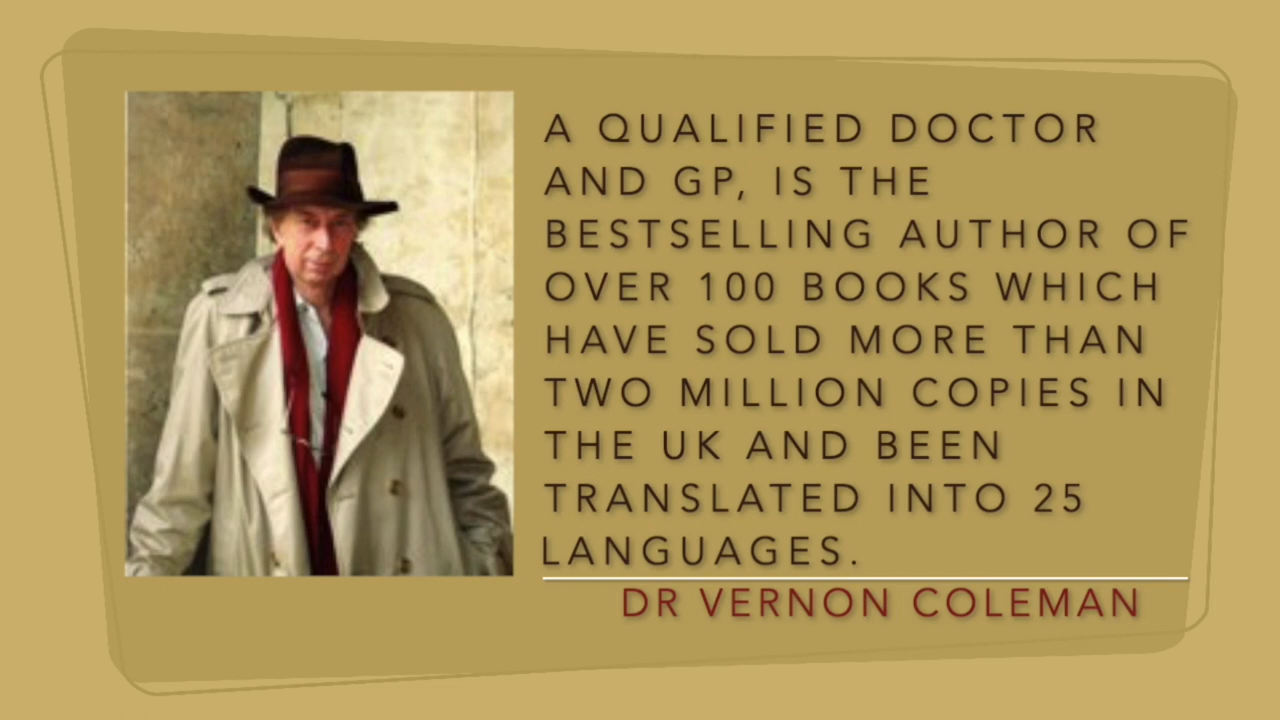 A QUALIFIED DOCTOR
AND GP, IS THE
BESTSELLING AUTHOR OF
OVER 100 BOOKS WHICH
HAVE SOLD MORE THAN
TWO MILLION COPIES IN
THE UK AND BEEN
TRANSLATED INTO 25
LANGUAGES.
DR VERNON COLEMAN